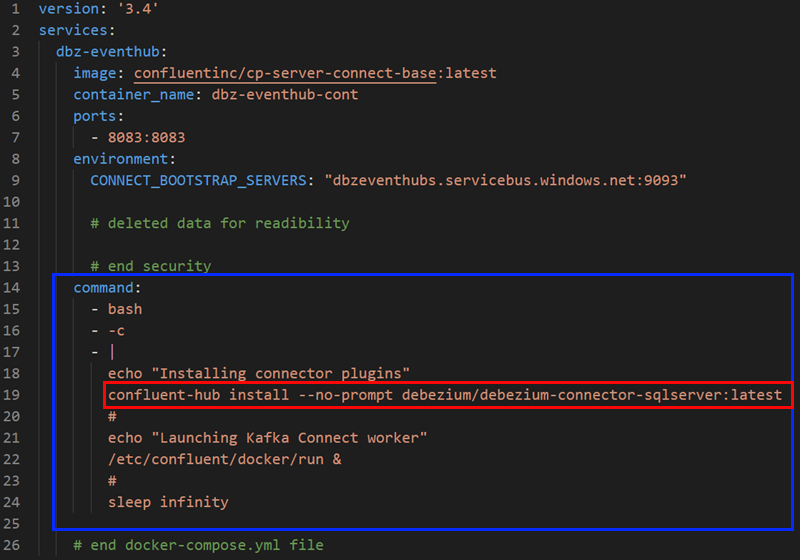 1 version: '3.4'
2 services:
3 dbz-eventhub:
4 image: confluentinc/cp-server-connect-base:latest
5 container_name: dbz-eventhub-cont
6 ports:
7 - 8083:8083
8 environment:
9 CONNECT_BOOTSTRAP_SERVERS: "dbzeventhubs.servicebus.windows.net:9093"
10
11 # deleted data for readibility
12
13 # end security
14 command:
15 - bash
16 - -c
17 - |
18 echo "Installing connector plugins"
19 confluent-hub install --no-prompt debezium/debezium-connector-sqlserver:latest
20 #
21 echo "Launching Kafka Connect worker"
22 /etc/confluent/docker/run &
23 #
24 sleep infinity
25
26 # end docker-compose.yml file